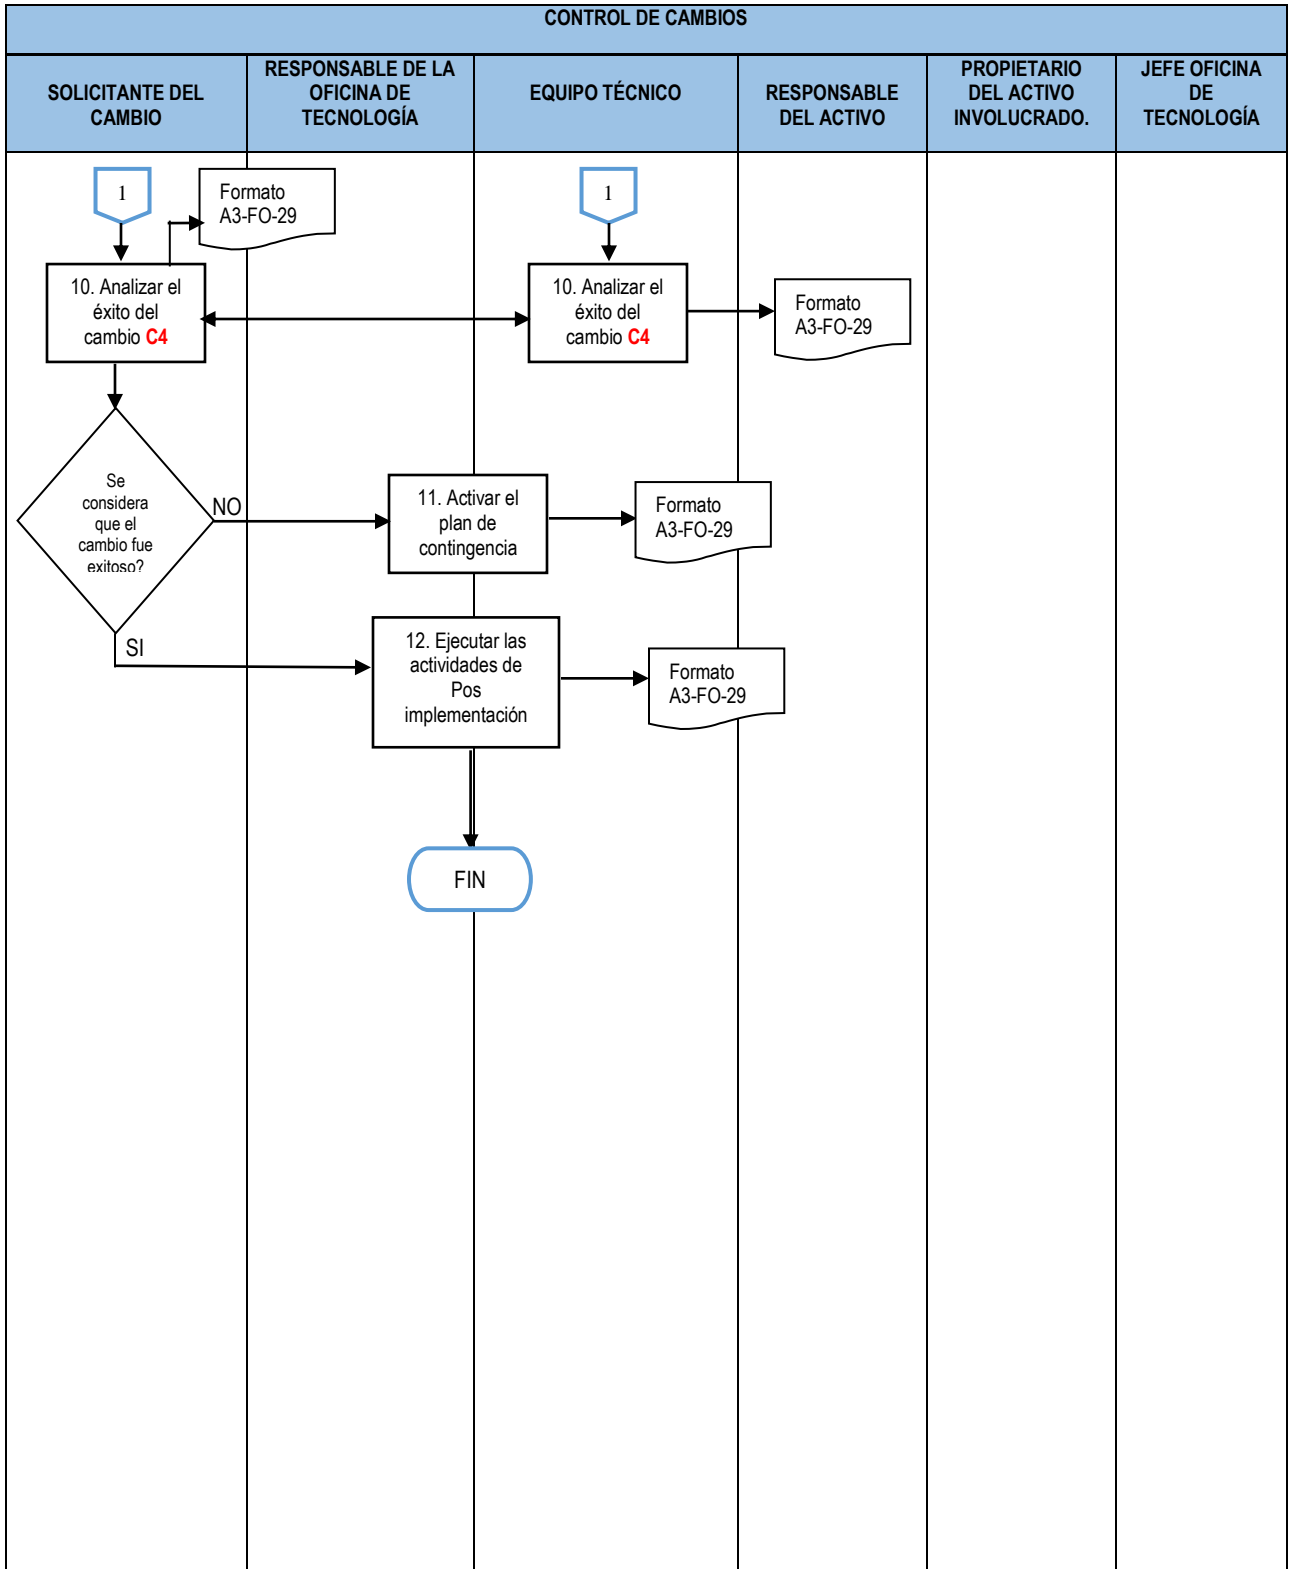 CONTROL DE CAMBIOS
SOLICITANTE DEL
CAMBIO
RESPONSABLE DE LA
OFICINA DE
TECNOLOGÍA
EQUIPO TÉCNICO
RESPONSABLE
DEL ACTIVO
PROPIETARIO
DEL ACTIVO
INVOLUCRADO.
JEFE OFICINA
DE
TECNOLOGÍA
1
Formato
A3-FO-29
1
10. Analizar el
éxito del
cambio C4
10. Analizar el
éxito del
cambio C4
Formato
A3-FO-29
Se
considera
que el
cambio fue
exitoso?
NO
11. Activar el
plan de
contingencia
Formato
A3-FO-29
SI
12. Ejecutar las
actividades de
Pos
implementación
Formato
A3-FO-29
FIN